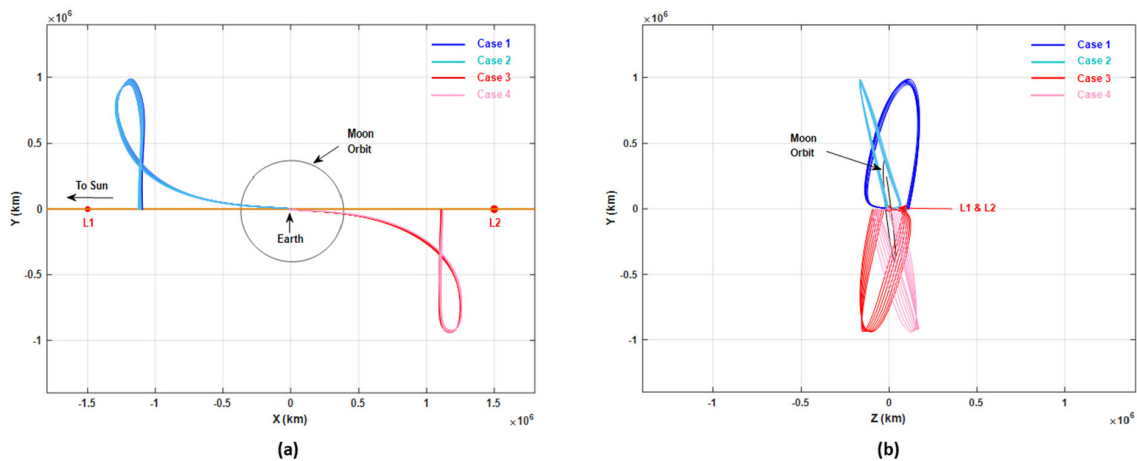 ×10⁶
Case 1
Case 2
Case 3
Case 4
1
0.5
0
-0.5
-1
Y (km)
Moon
Orbit
To Sun
L1
Earth
L2
-1.5
-1
-0.5
0
0.5
1
1.5
X (km)
×10⁶
(a)
×10⁶
Case 1
Case 2
Case 3
Case 4
1
0.5
0
-0.5
-1
Y (km)
Moon
Orbit
L1 & L2
-1
-0.5
0
0.5
1
Z (km)
×10⁶
(b)